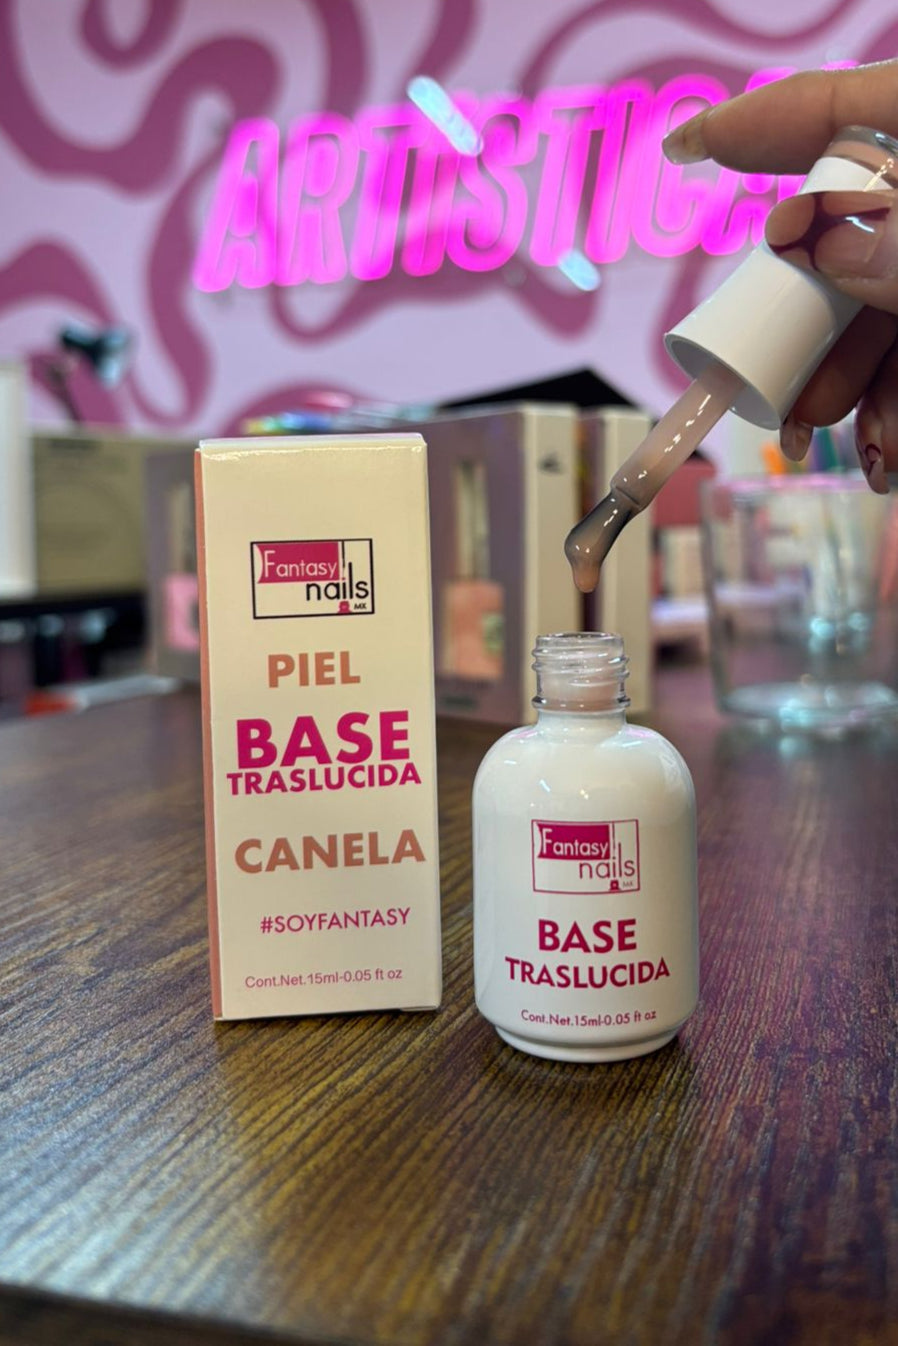 ARTISTICA
Fantasy
nails
MX
PIEL
BASE
TRASLUCIDA
CANELA
#SOYFANTASY
Cont.Net.15ml-0.05 ft oz
Fantasy
nails
MX
BASE
TRASLUCIDA
Cont.Net.15ml-0.05 ft oz